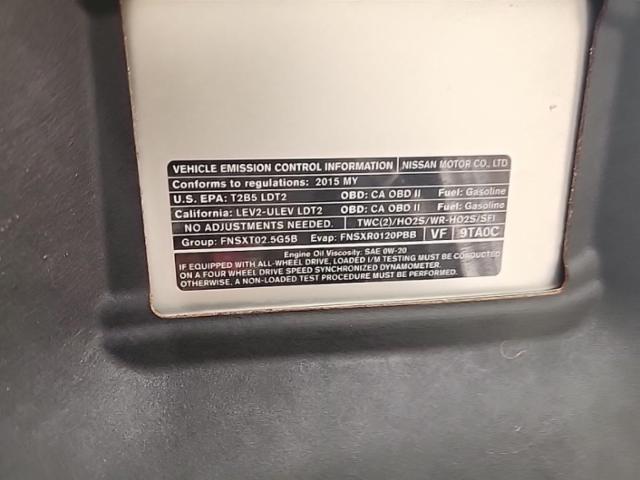 VEHICLE EMISSION CONTROL INFORMATION NISSAN MOTOR CO., LTD
Conforms to regulations: 2015 MY
U.S. EPA: T2B5 LDT2 OBD: CA OBD II Fuel: Gasoline
California: LEV2-ULEV LDT2 OBD: CA OBD II Fuel: Gasoline
NO ADJUSTMENTS NEEDED. TWC(2)/HO2S/WR-HO2S/SFI
Group: FNSXT02.5G5B Evap: FNSXR0120PBB VF 9TA0C
Engine Oil Viscosity: SAE 0W-20
IF EQUIPPED WITH ALL-WHEEL DRIVE, LOADED I/M TESTING MUST BE CONDUCTED
ON A FOUR WHEEL DRIVE SPEED SYNCHRONIZED DYNAMOMETER.
OTHERWISE, A NON-LOADED TEST PROCEDURE MUST BE PERFORMED.